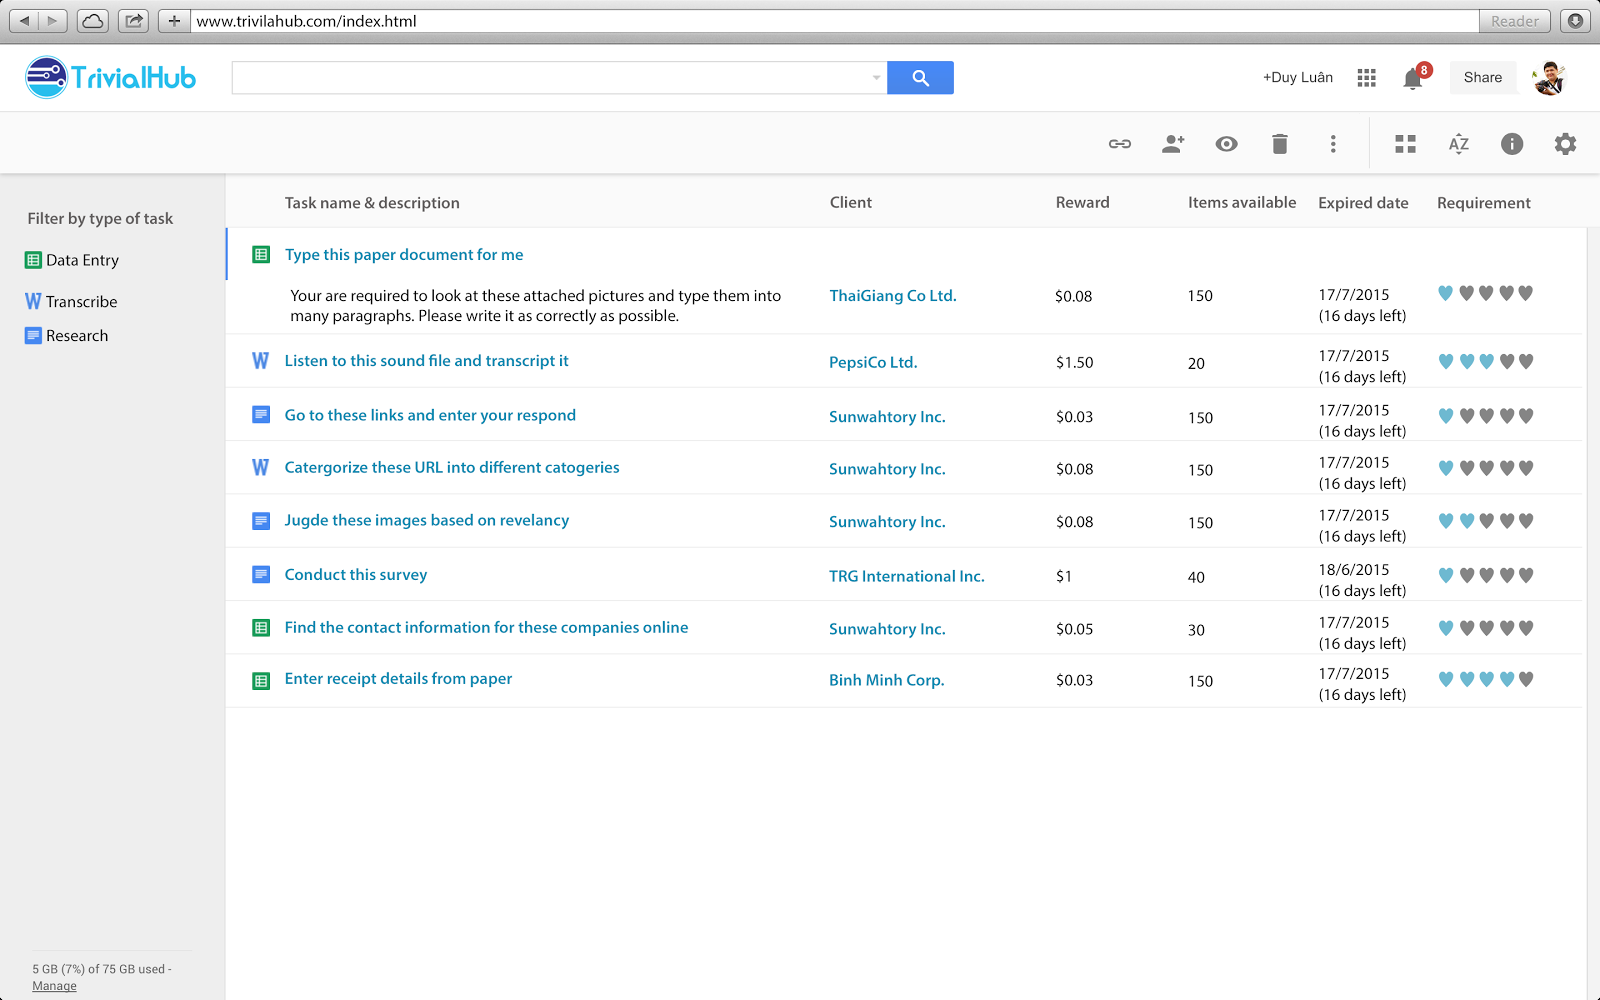 www.trivilahub.com/index.html
Reader
TrivialHub
+Duy Luân
8
Share
AZ
Filter by type of task
Data Entry
W Transcribe
Research
Task name & description Client Reward Items available Expired date Requirement
Type this paper document for me
Your are required to look at these attached pictures and type them into
many paragraphs. Please write it as correctly as possible.
ThaiGiang Co Ltd. $0.08 150 17/7/2015
(16 days left)
W Listen to this sound file and transcript it PepsiCo Ltd. $1.50 20 17/7/2015
(16 days left)
Go to these links and enter your respond Sunwahtory Inc. $0.03 150 17/7/2015
(16 days left)
W Catergorize these URL into different catogeries Sunwahtory Inc. $0.08 150 17/7/2015
(16 days left)
Jugde these images based on revelancy Sunwahtory Inc. $0.08 150 17/7/2015
(16 days left)
Conduct this survey TRG International Inc. $1 40 18/6/2015
(16 days left)
Find the contact information for these companies online Sunwahtory Inc. $0.05 30 17/7/2015
(16 days left)
Enter receipt details from paper Binh Minh Corp. $0.03 150 17/7/2015
(16 days left)
5 GB (7%) of 75 GB used -
Manage